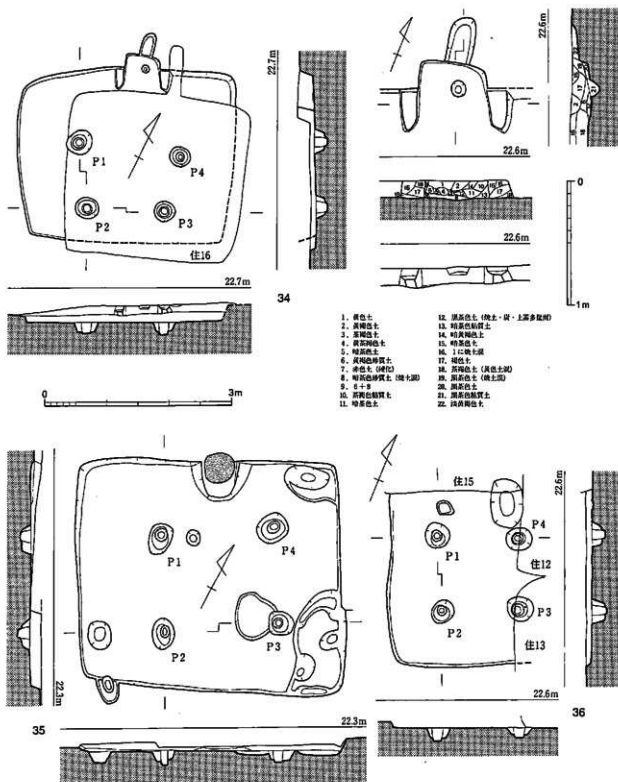 22.7m
P1
P4
P2
P3
住16
22.7m
34
0
3m
22.6m
22.6m
22.6m
0
1m
1. 黄色土
2. 黄褐色土
3. 茶褐色土
4. 黄茶褐色土
5. 暗茶色土
6. 黄褐色砂質土
7. 赤色土 (硬化)
8. 暗茶色砂質土 (焼土混)
9. 6+8
10. 茶褐色粘質土
11. 暗茶色土
12. 黒茶色土 (焼土・炭・土器多量混)
13. 暗茶色粘質土
14. 暗黄褐色土
15. 暗茶色土
16. 1に焼土混
17. 褐色土
18. 茶褐色土 (黄色土混)
19. 黒茶色土 (焼土混)
20. 黒茶色土
21. 黒茶色粘質土
22. 淡黄褐色土
P1
P4
P2
P3
22.3m
35
22.3m
住15
P4
P1
住12
P2
P3
住13
22.6m
22.6m
36